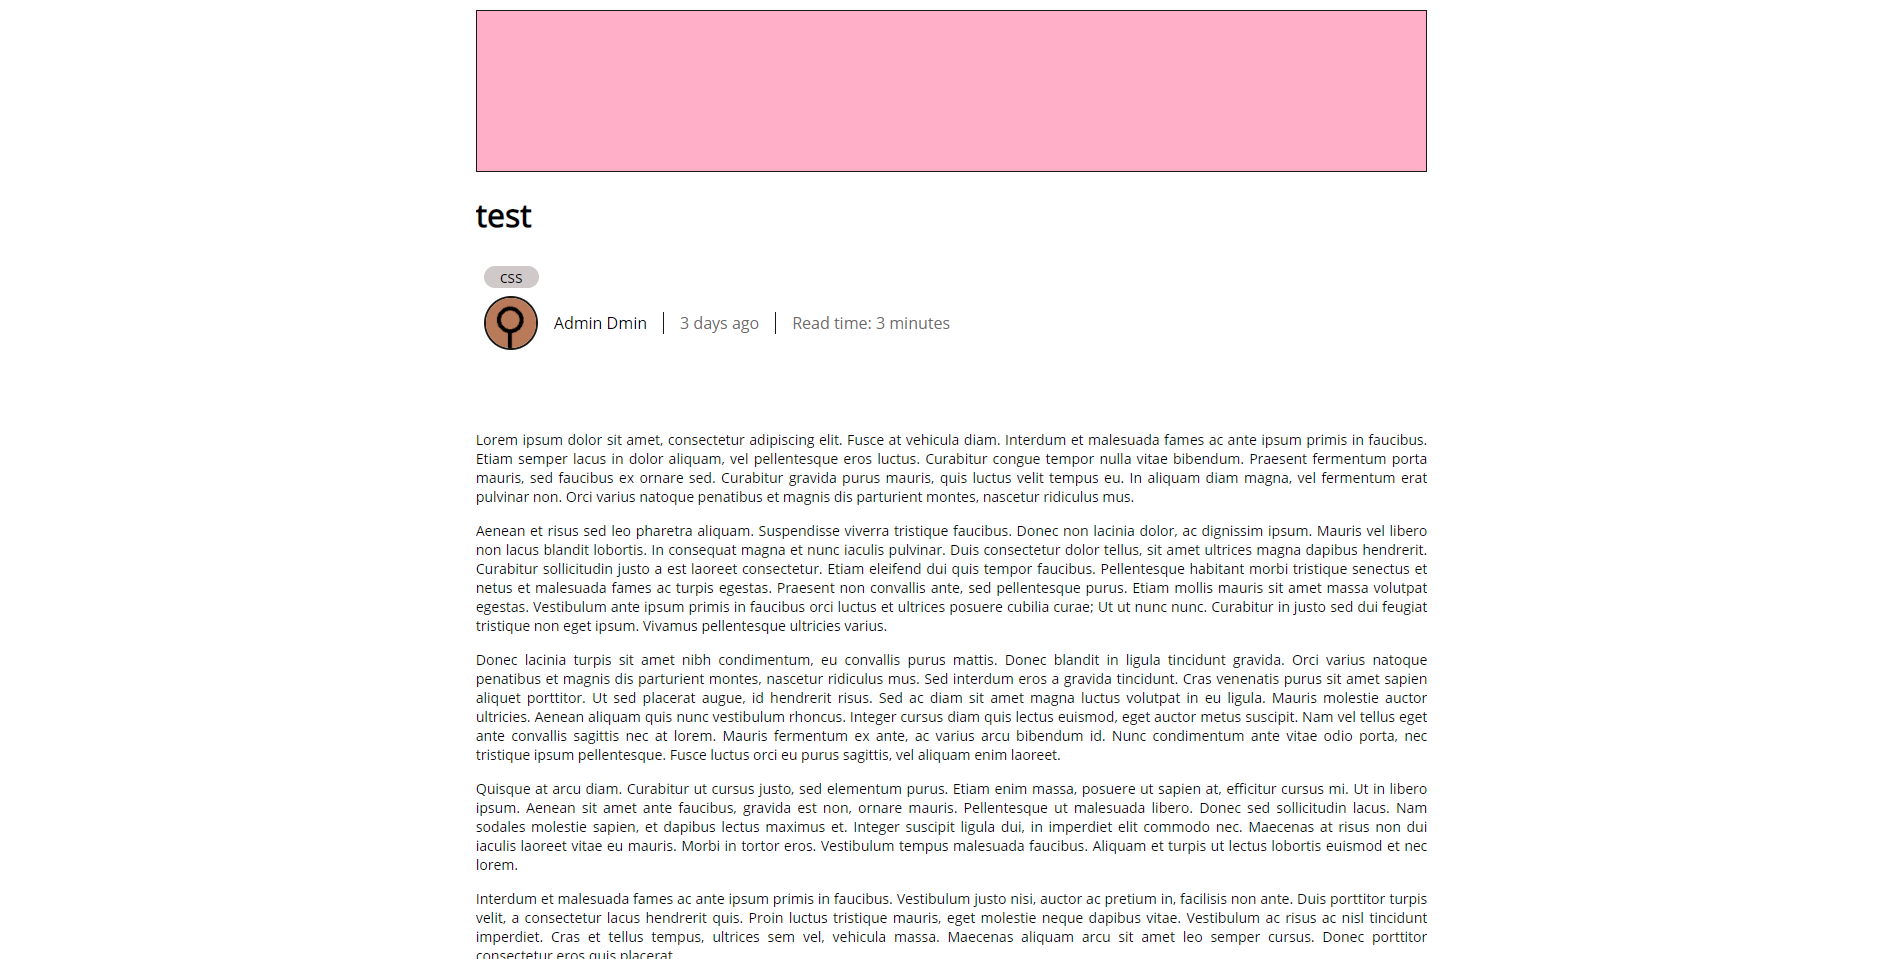 test
css
Admin Dmin
3 days ago
Read time: 3 minutes
Lorem ipsum dolor sit amet, consectetur adipiscing elit. Fusce at vehicula diam. Interdum et malesuada fames ac ante ipsum primis in faucibus.
Etiam semper lacus in dolor aliquam, vel pellentesque eros luctus. Curabitur congue tempor nulla vitae bibendum. Praesent fermentum porta
mauris, sed faucibus ex ornare sed. Curabitur gravida purus mauris, quis luctus velit tempus eu. In aliquam diam magna, vel fermentum erat
pulvinar non. Orci varius natoque penatibus et magnis dis parturient montes, nascetur ridiculus mus.
Aenean et risus sed leo pharetra aliquam. Suspendisse viverra tristique faucibus. Donec non lacinia dolor, ac dignissim ipsum. Mauris vel libero
non lacus blandit lobortis. In consequat magna et nunc iaculis pulvinar. Duis consectetur dolor tellus, sit amet ultrices magna dapibus hendrerit.
Curabitur sollicitudin justo a est laoreet consectetur. Etiam eleifend dui quis tempor faucibus. Pellentesque habitant morbi tristique senectus et
netus et malesuada fames ac turpis egestas. Praesent non convallis ante, sed pellentesque purus. Etiam mollis mauris sit amet massa volutpat
egestas. Vestibulum ante ipsum primis in faucibus orci luctus et ultrices posuere cubilia curae; Ut ut nunc nunc. Curabitur in justo sed dui feugiat
tristique non eget ipsum. Vivamus pellentesque ultricies varius.
Donec lacinia turpis sit amet nibh condimentum, eu convallis purus mattis. Donec blandit in ligula tincidunt gravida. Orci varius natoque
penatibus et magnis dis parturient montes, nascetur ridiculus mus. Sed interdum eros a gravida tincidunt. Cras venenatis purus sit amet sapien
aliquet porttitor. Ut sed placerat augue, id hendrerit risus. Sed ac diam sit amet magna luctus volutpat in eu ligula. Mauris molestie auctor
ultricies. Aenean aliquam quis nunc vestibulum rhoncus. Integer cursus diam quis lectus euismod, eget auctor metus suscipit. Nam vel tellus eget
ante convallis sagittis nec at lorem. Mauris fermentum ex ante, ac varius arcu bibendum id. Nunc condimentum ante vitae odio porta, nec
tristique ipsum pellentesque. Fusce luctus orci eu purus sagittis, vel aliquam enim laoreet.
Quisque at arcu diam. Curabitur ut cursus justo, sed elementum purus. Etiam enim massa, posuere ut sapien at, efficitur cursus mi. Ut in libero
ipsum. Aenean sit amet ante faucibus, gravida est non, ornare mauris. Pellentesque ut malesuada libero. Donec sed sollicitudin lacus. Nam
sodales molestie sapien, et dapibus lectus maximus et. Integer suscipit ligula dui, in imperdiet elit commodo nec. Maecenas at risus non dui
iaculis laoreet vitae eu mauris. Morbi in tortor eros. Vestibulum tempus malesuada faucibus. Aliquam et turpis ut lectus lobortis euismod et nec
lorem.
Interdum et malesuada fames ac ante ipsum primis in faucibus. Vestibulum justo nisi, auctor ac pretium in, facilisis non ante. Duis porttitor turpis
velit, a consectetur lacus hendrerit quis. Proin luctus tristique mauris, eget molestie neque dapibus vitae. Vestibulum ac risus ac nisl tincidunt
imperdiet. Cras et tellus tempus, ultrices sem vel, vehicula massa. Maecenas aliquam arcu sit amet leo semper cursus. Donec porttitor
consectetur eros quis placerat.